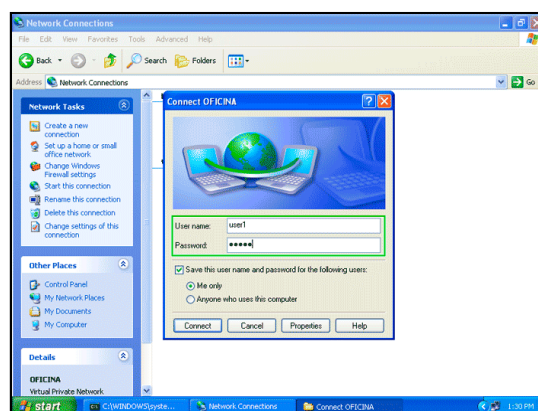 Network Connections
File Edit View Favorites Tools Advanced Help
Back Search Folders
Address Network Connections Go
Network Tasks
Create a new
connection
Set up a home or small
office network
Change Windows
Firewall settings
Start this connection
Rename this connection
Delete this connection
Change settings of this
connection
Other Places
Control Panel
My Network Places
My Documents
My Computer
Details
OFICINA
Virtual Private Network
Connect OFICINA
User name: user1
Password: •••••
Save this user name and password for the following users:
Me only
Anyone who uses this computer
Connect Cancel Properties Help
start C:\WINDOWS\syste... Network Connections Connect OFICINA 1:30 PM